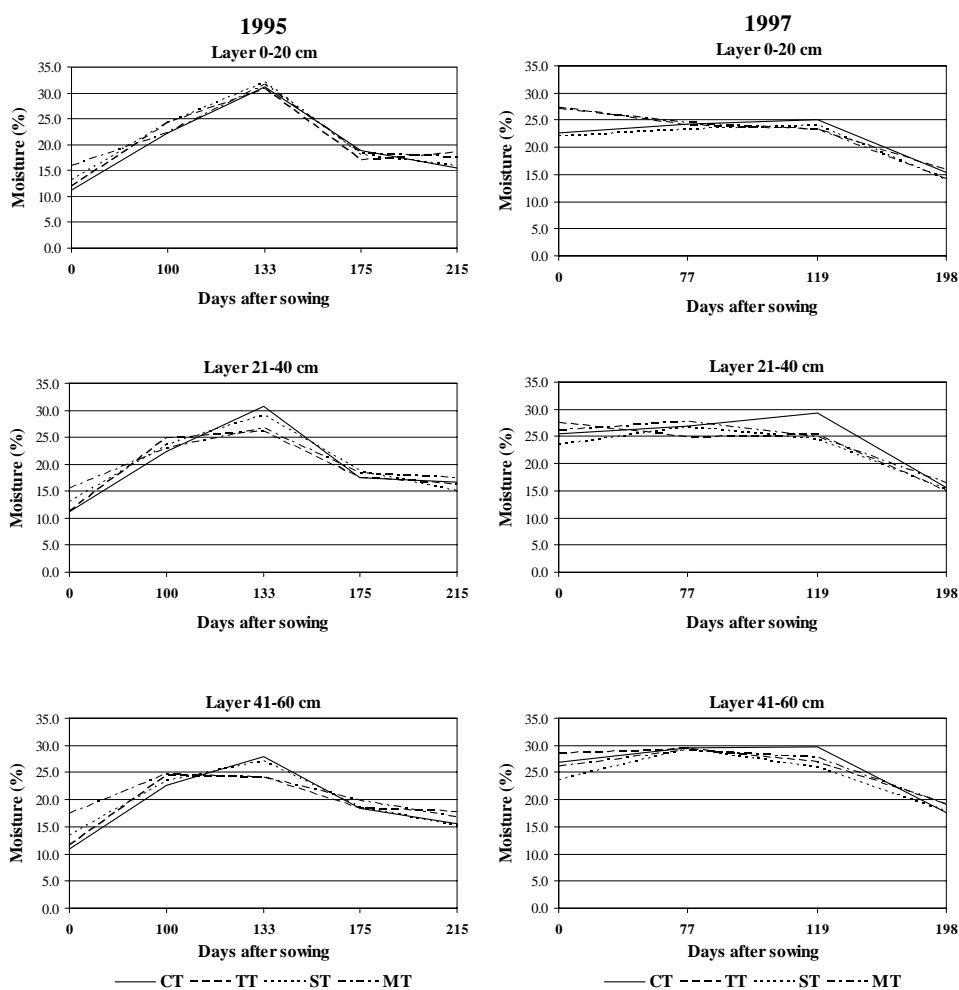 1995
Layer 0-20 cm
35.0
30.0
25.0
20.0
15.0
10.0
5.0
0.0
Moisture (%)
0 100 133 175 215
Days after sowing
1997
Layer 0-20 cm
35.0
30.0
25.0
20.0
15.0
10.0
5.0
0.0
Moisture (%)
0 77 119 198
Days after sowing
Layer 21-40 cm
35.0
30.0
25.0
20.0
15.0
10.0
5.0
0.0
Moisture (%)
0 100 133 175 215
Days after sowing
Layer 21-40 cm
35.0
30.0
25.0
20.0
15.0
10.0
5.0
0.0
Moisture (%)
0 77 119 198
Days after sowing
Layer 41-60 cm
35.0
30.0
25.0
20.0
15.0
10.0
5.0
0.0
Moisture (%)
0 100 133 175 215
Days after sowing
CT TT ST MT
Layer 41-60 cm
35.0
30.0
25.0
20.0
15.0
10.0
5.0
0.0
Moisture (%)
0 77 119 198
Days after sowing
CT TT ST MT